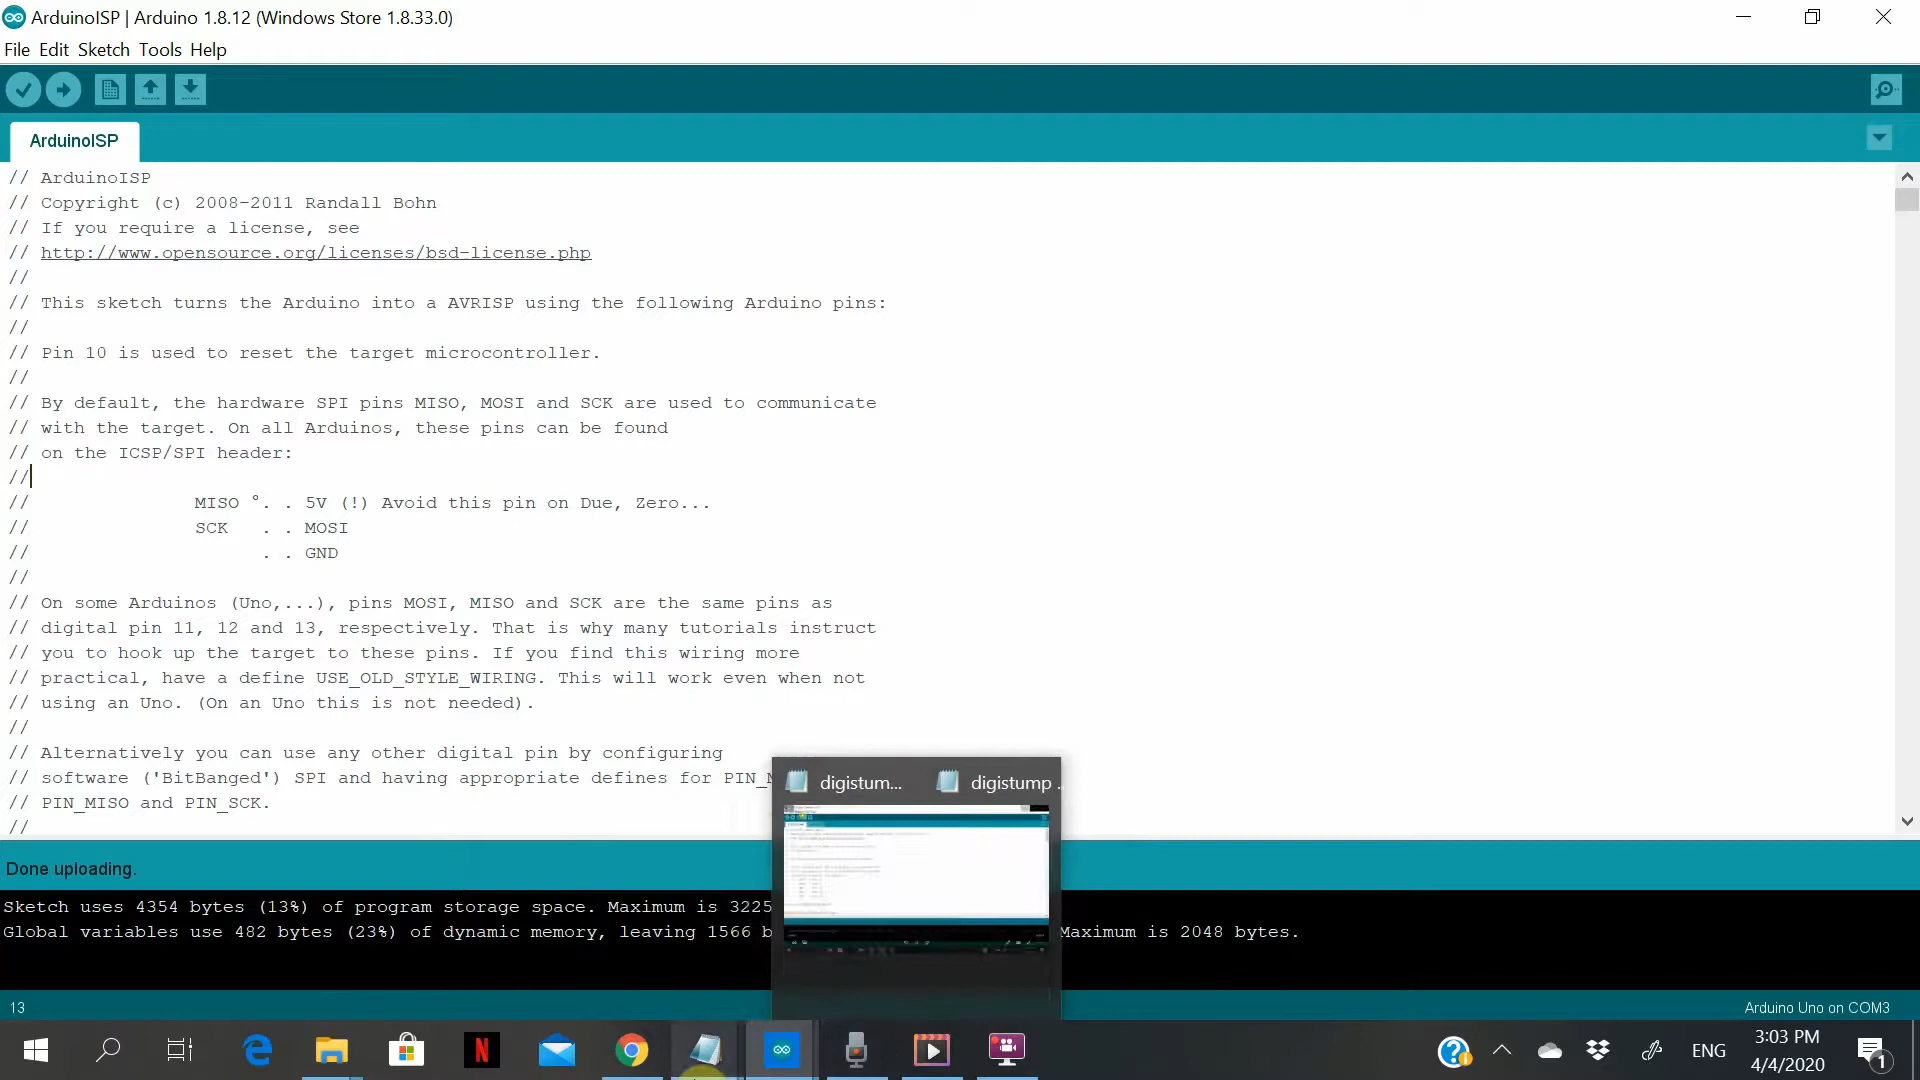 ArduinoISP | Arduino 1.8.12 (Windows Store 1.8.33.0)
File Edit Sketch Tools Help
ArduinoISP
// ArduinoISP
// Copyright (c) 2008-2011 Randall Bohn
// If you require a license, see
// http://www.opensource.org/licenses/bsd-license.php
//
// This sketch turns the Arduino into a AVRISP using the following Arduino pins:
//
// Pin 10 is used to reset the target microcontroller.
//
// By default, the hardware SPI pins MISO, MOSI and SCK are used to communicate
// with the target. On all Arduinos, these pins can be found
// on the ICSP/SPI header:
//
// MISO °. . 5V (!) Avoid this pin on Due, Zero...
// SCK . . MOSI
// . . GND
//
// On some Arduinos (Uno,...), pins MOSI, MISO and SCK are the same pins as
// digital pin 11, 12 and 13, respectively. That is why many tutorials instruct
// you to hook up the target to these pins. If you find this wiring more
// practical, have a define USE_OLD_STYLE_WIRING. This will work even when not
// using an Uno. (On an Uno this is not needed).
//
// Alternatively you can use any other digital pin by configuring
// software ('BitBanged') SPI and having appropriate defines for PIN_M
// PIN_MISO and PIN_SCK.
//
digistum... digistump .
Done uploading.
Sketch uses 4354 bytes (13%) of program storage space. Maximum is 3225
Global variables use 482 bytes (23%) of dynamic memory, leaving 1566 b Maximum is 2048 bytes.
13
Arduino Uno on COM3
ENG
3:03 PM
4/4/2020
1